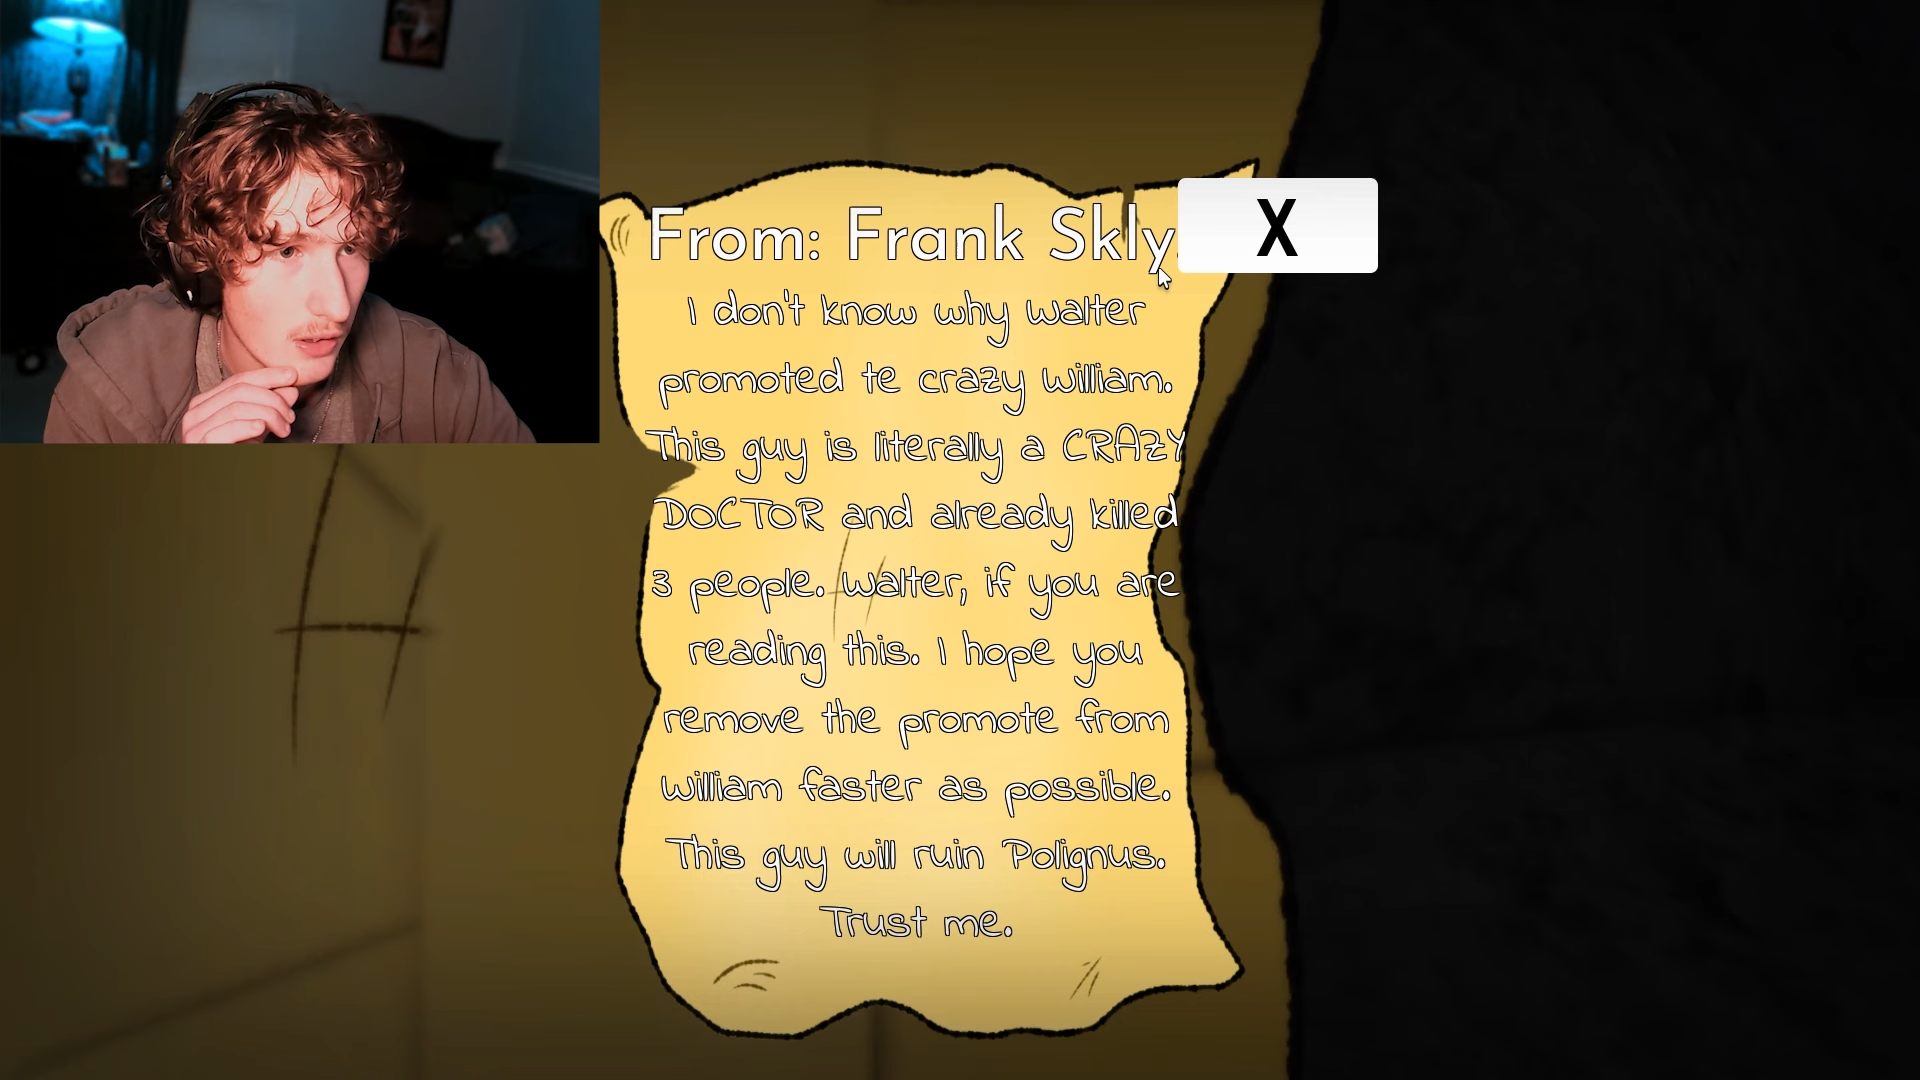 From: Frank Skly.
X
I don't know why Walter
promoted te crazy William.
This guy is literally a CRAZY
DOCTOR and already killed
3 people. Walter, if you are
reading this. I hope you
remove the promote from
William faster as possible.
This guy will ruin Polignus.
Trust me.